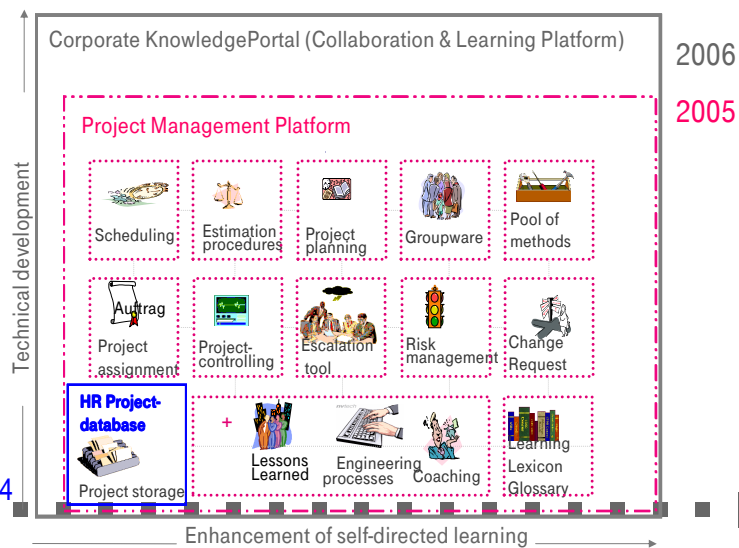 Corporate KnowledgePortal (Collaboration & Learning Platform)
2006
2005
Project Management Platform
Technical development
Scheduling
Estimation
procedures
Project
planning
Groupware
Pool of
methods
Auftrag
Project
assignment
Project-
controlling
Escalation
tool
Risk
management
Change
Request
HR Project-
database
Project storage
+
Lessons
Learned
Engineering
processes
Coaching
Learning
Lexicon
Glossary
4
Enhancement of self-directed learning